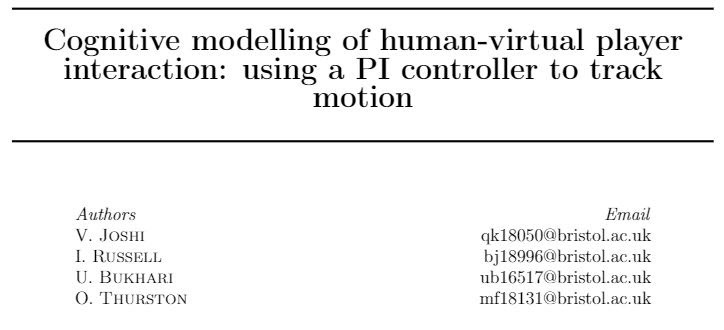 Cognitive modelling of human-virtual player
interaction: using a PI controller to track
motion
Authors Email
V. JOSHI qk18050@bristol.ac.uk
I. RUSSELL bj18996@bristol.ac.uk
U. BUKHARI ub16517@bristol.ac.uk
O. THURSTON mf18131@bristol.ac.uk